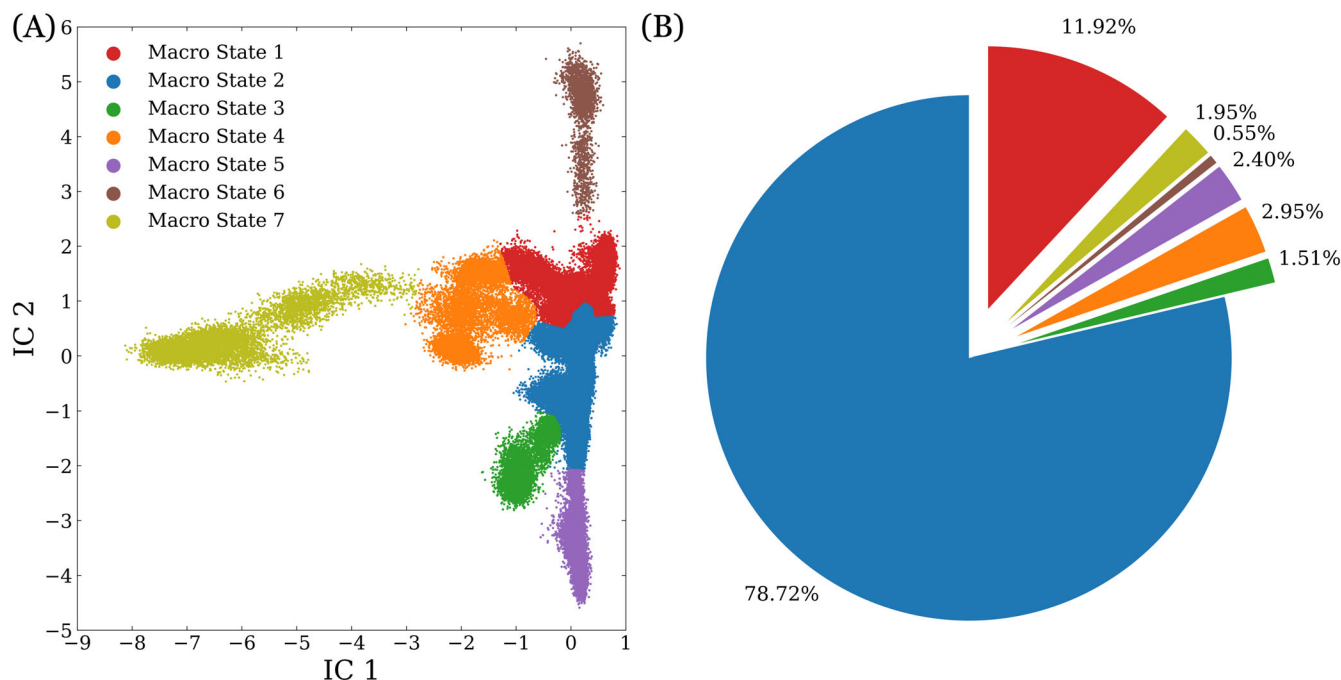 (A)
Macro State 1
Macro State 2
Macro State 3
Macro State 4
Macro State 5
Macro State 6
Macro State 7
6
5
4
3
2
1
0
−1
−2
−3
−4
−5
IC 2
−9 −8 −7 −6 −5 −4 −3 −2 −1 0 1
IC 1
(B)
11.92%
1.95%
0.55%
2.40%
2.95%
1.51%
78.72%